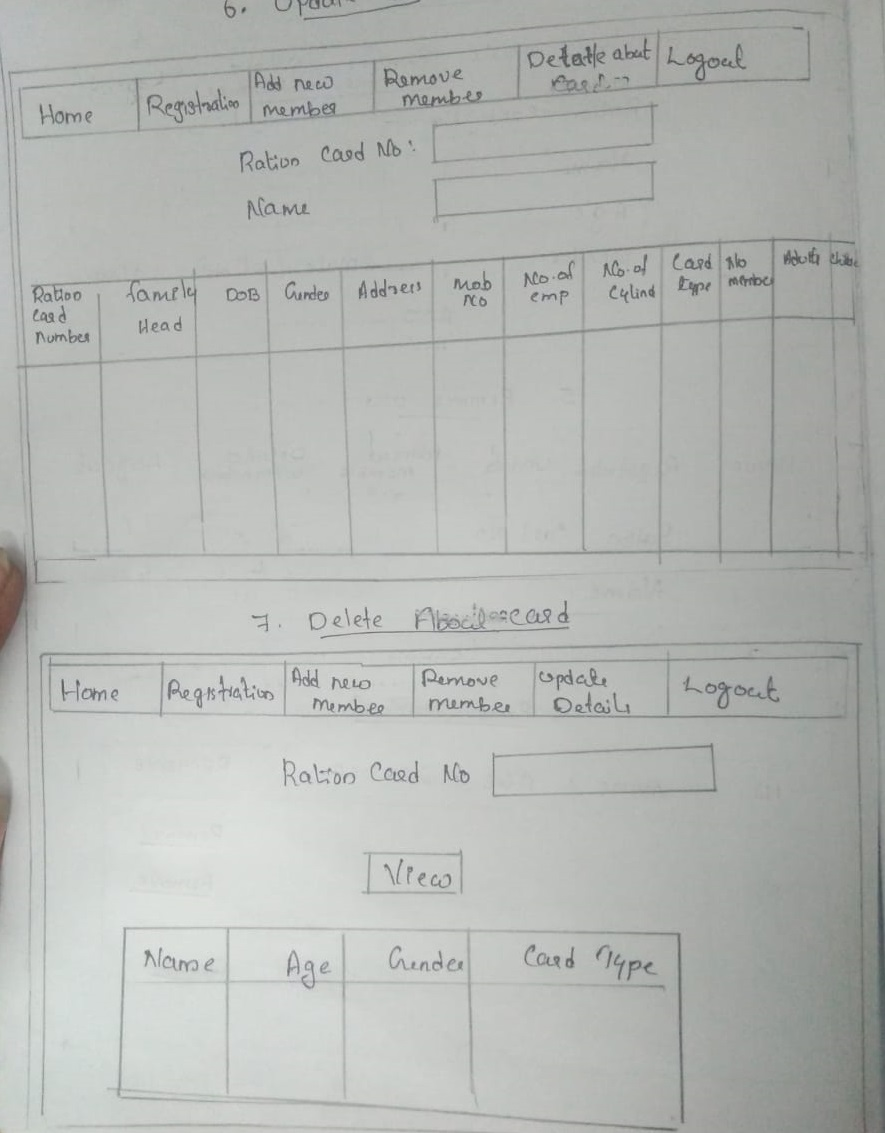 6.
Home Registration Add new member Remove member Logout
Ration Card No:
Name
Ration Card Number family Head DOB Gender Address Mob No No. of emp No. of Cylind Card type No member
7. Delete card
Home Registration Add new member Remove member Update Details Logout
Ration Card No
View
Name Age Gender Card Type